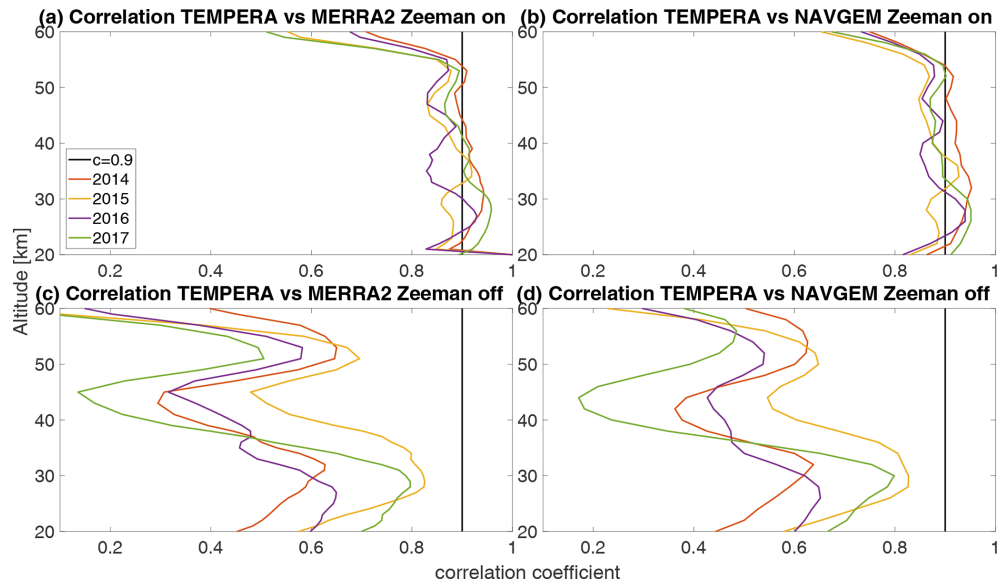 (a) Correlation TEMPERA vs MERRA2 Zeeman on
(b) Correlation TEMPERA vs NAVGEM Zeeman on
60
50
40
30
20
c=0.9
2014
2015
2016
2017
0.2 0.4 0.6 0.8 1
60
50
40
30
20
0.2 0.4 0.6 0.8 1
Altitude [km]
(c) Correlation TEMPERA vs MERRA2 Zeeman off
(d) Correlation TEMPERA vs NAVGEM Zeeman off
60
50
40
30
20
0.2 0.4 0.6 0.8 1
60
50
40
30
20
0.2 0.4 0.6 0.8 1
correlation coefficient